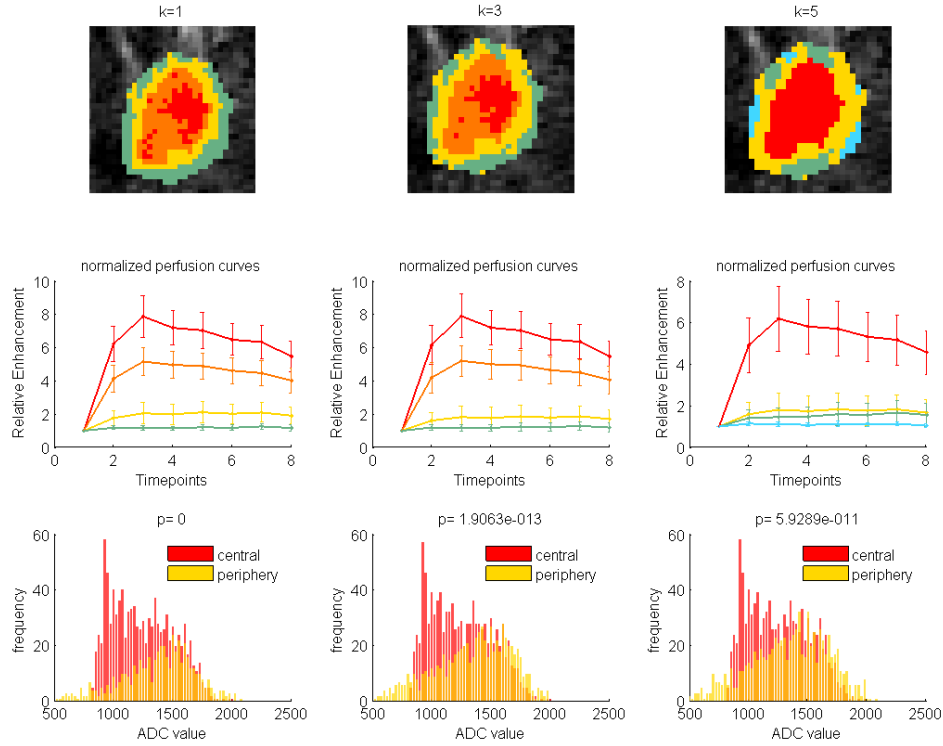 k=1
k=3
k=5
normalized perfusion curves
normalized perfusion curves
normalized perfusion curves
Relative Enhancement
10
8
6
4
2
0
0 2 4 6 8
Timepoints
Relative Enhancement
10
8
6
4
2
0
0 2 4 6 8
Timepoints
Relative Enhancement
8
6
4
2
0
0 2 4 6 8
Timepoints
p= 0
frequency
60
40
20
0
central
periphery
500 1000 1500 2000 2500
ADC value
p= 1.9063e-013
frequency
60
40
20
0
central
periphery
500 1000 1500 2000 2500
ADC value
p= 5.9289e-011
frequency
60
40
20
0
central
periphery
500 1000 1500 2000 2500
ADC value